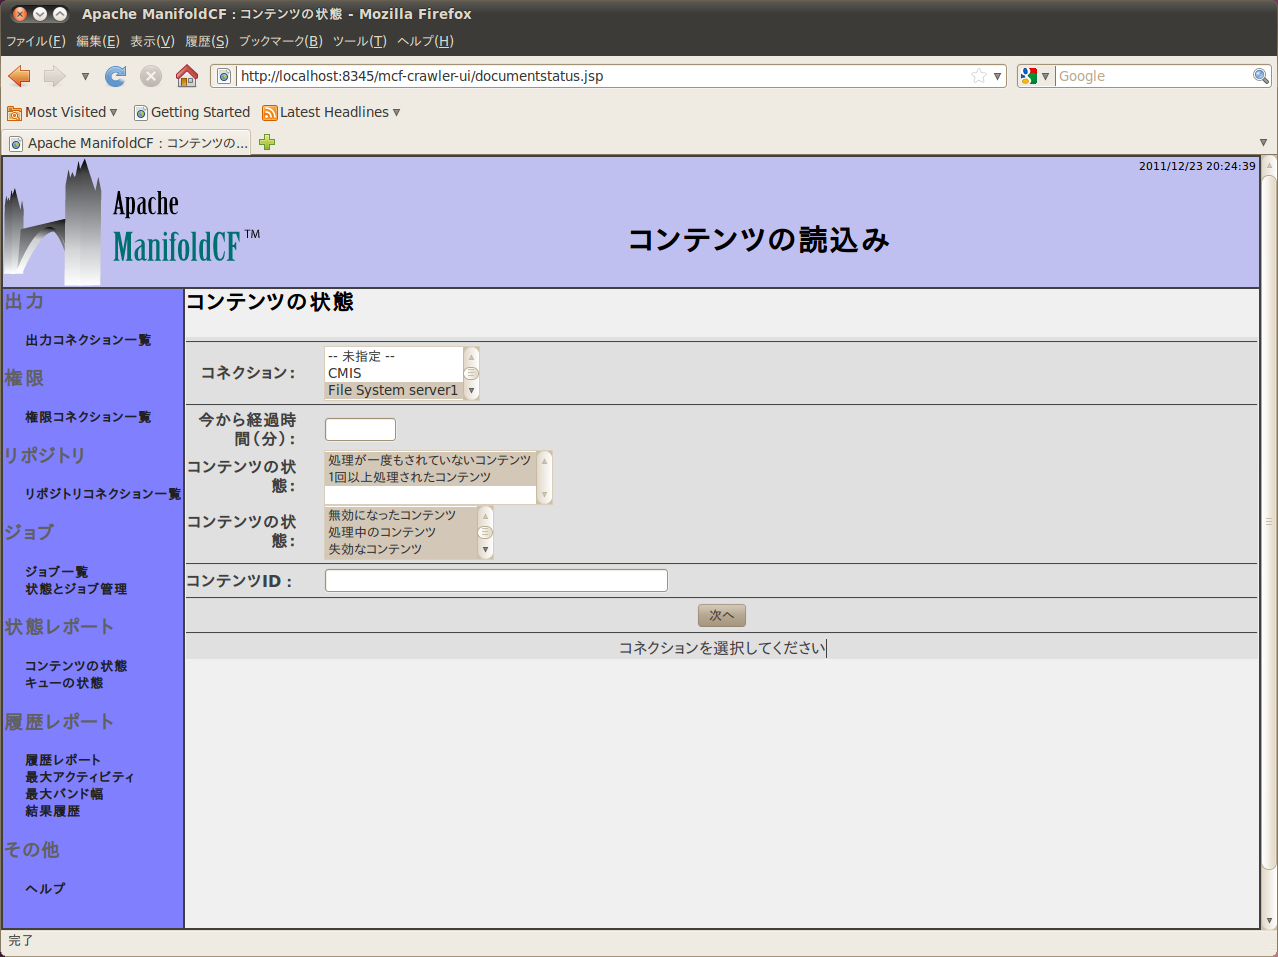 Apache ManifoldCF : コンテンツの状態 - Mozilla Firefox
ファイル(F) 編集(E) 表示(V) 履歴(S) ブックマーク(B) ツール(T) ヘルプ(H)
http://localhost:8345/mcf-crawler-ui/documentstatus.jsp
Google
Most Visited
Getting Started
Latest Headlines
Apache ManifoldCF : コンテンツの...
2011/12/23 20:24:39
Apache
ManifoldCF™
コンテンツの読込み
出力
出力コネクション一覧
権限
権限コネクション一覧
リポジトリ
リポジトリコネクション一覧
ジョブ
ジョブ一覧
状態とジョブ管理
状態レポート
コンテンツの状態
キューの状態
履歴レポート
履歴レポート
最大アクティビティ
最大バンド幅
結果履歴
その他
ヘルプ
コンテンツの状態
コネクション：
-- 未指定 --
CMIS
File System server1
今から経過時
間（分）：
コンテンツの状
態：
処理が一度もされていないコンテンツ
1回以上処理されたコンテンツ
コンテンツの状
態：
無効になったコンテンツ
処理中のコンテンツ
失効なコンテンツ
コンテンツID：
次へ
コネクションを選択してください
完了